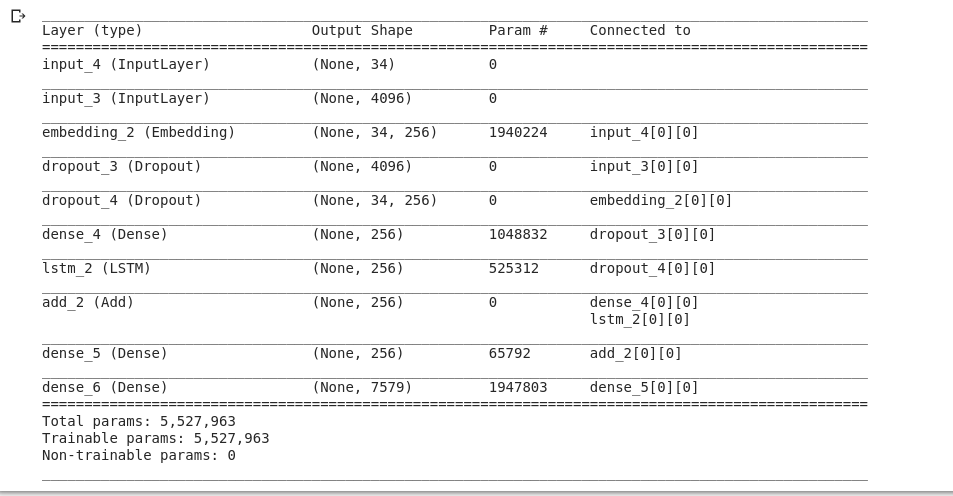 Layer (type) Output Shape Param # Connected to
==================================================================================================
input_4 (InputLayer) (None, 34) 0
input_3 (InputLayer) (None, 4096) 0
embedding_2 (Embedding) (None, 34, 256) 1940224 input_4[0][0]
dropout_3 (Dropout) (None, 4096) 0 input_3[0][0]
dropout_4 (Dropout) (None, 34, 256) 0 embedding_2[0][0]
dense_4 (Dense) (None, 256) 1048832 dropout_3[0][0]
lstm_2 (LSTM) (None, 256) 525312 dropout_4[0][0]
add_2 (Add) (None, 256) 0 dense_4[0][0]
lstm_2[0][0]
dense_5 (Dense) (None, 256) 65792 add_2[0][0]
dense_6 (Dense) (None, 7579) 1947803 dense_5[0][0]
==================================================================================================
Total params: 5,527,963
Trainable params: 5,527,963
Non-trainable params: 0